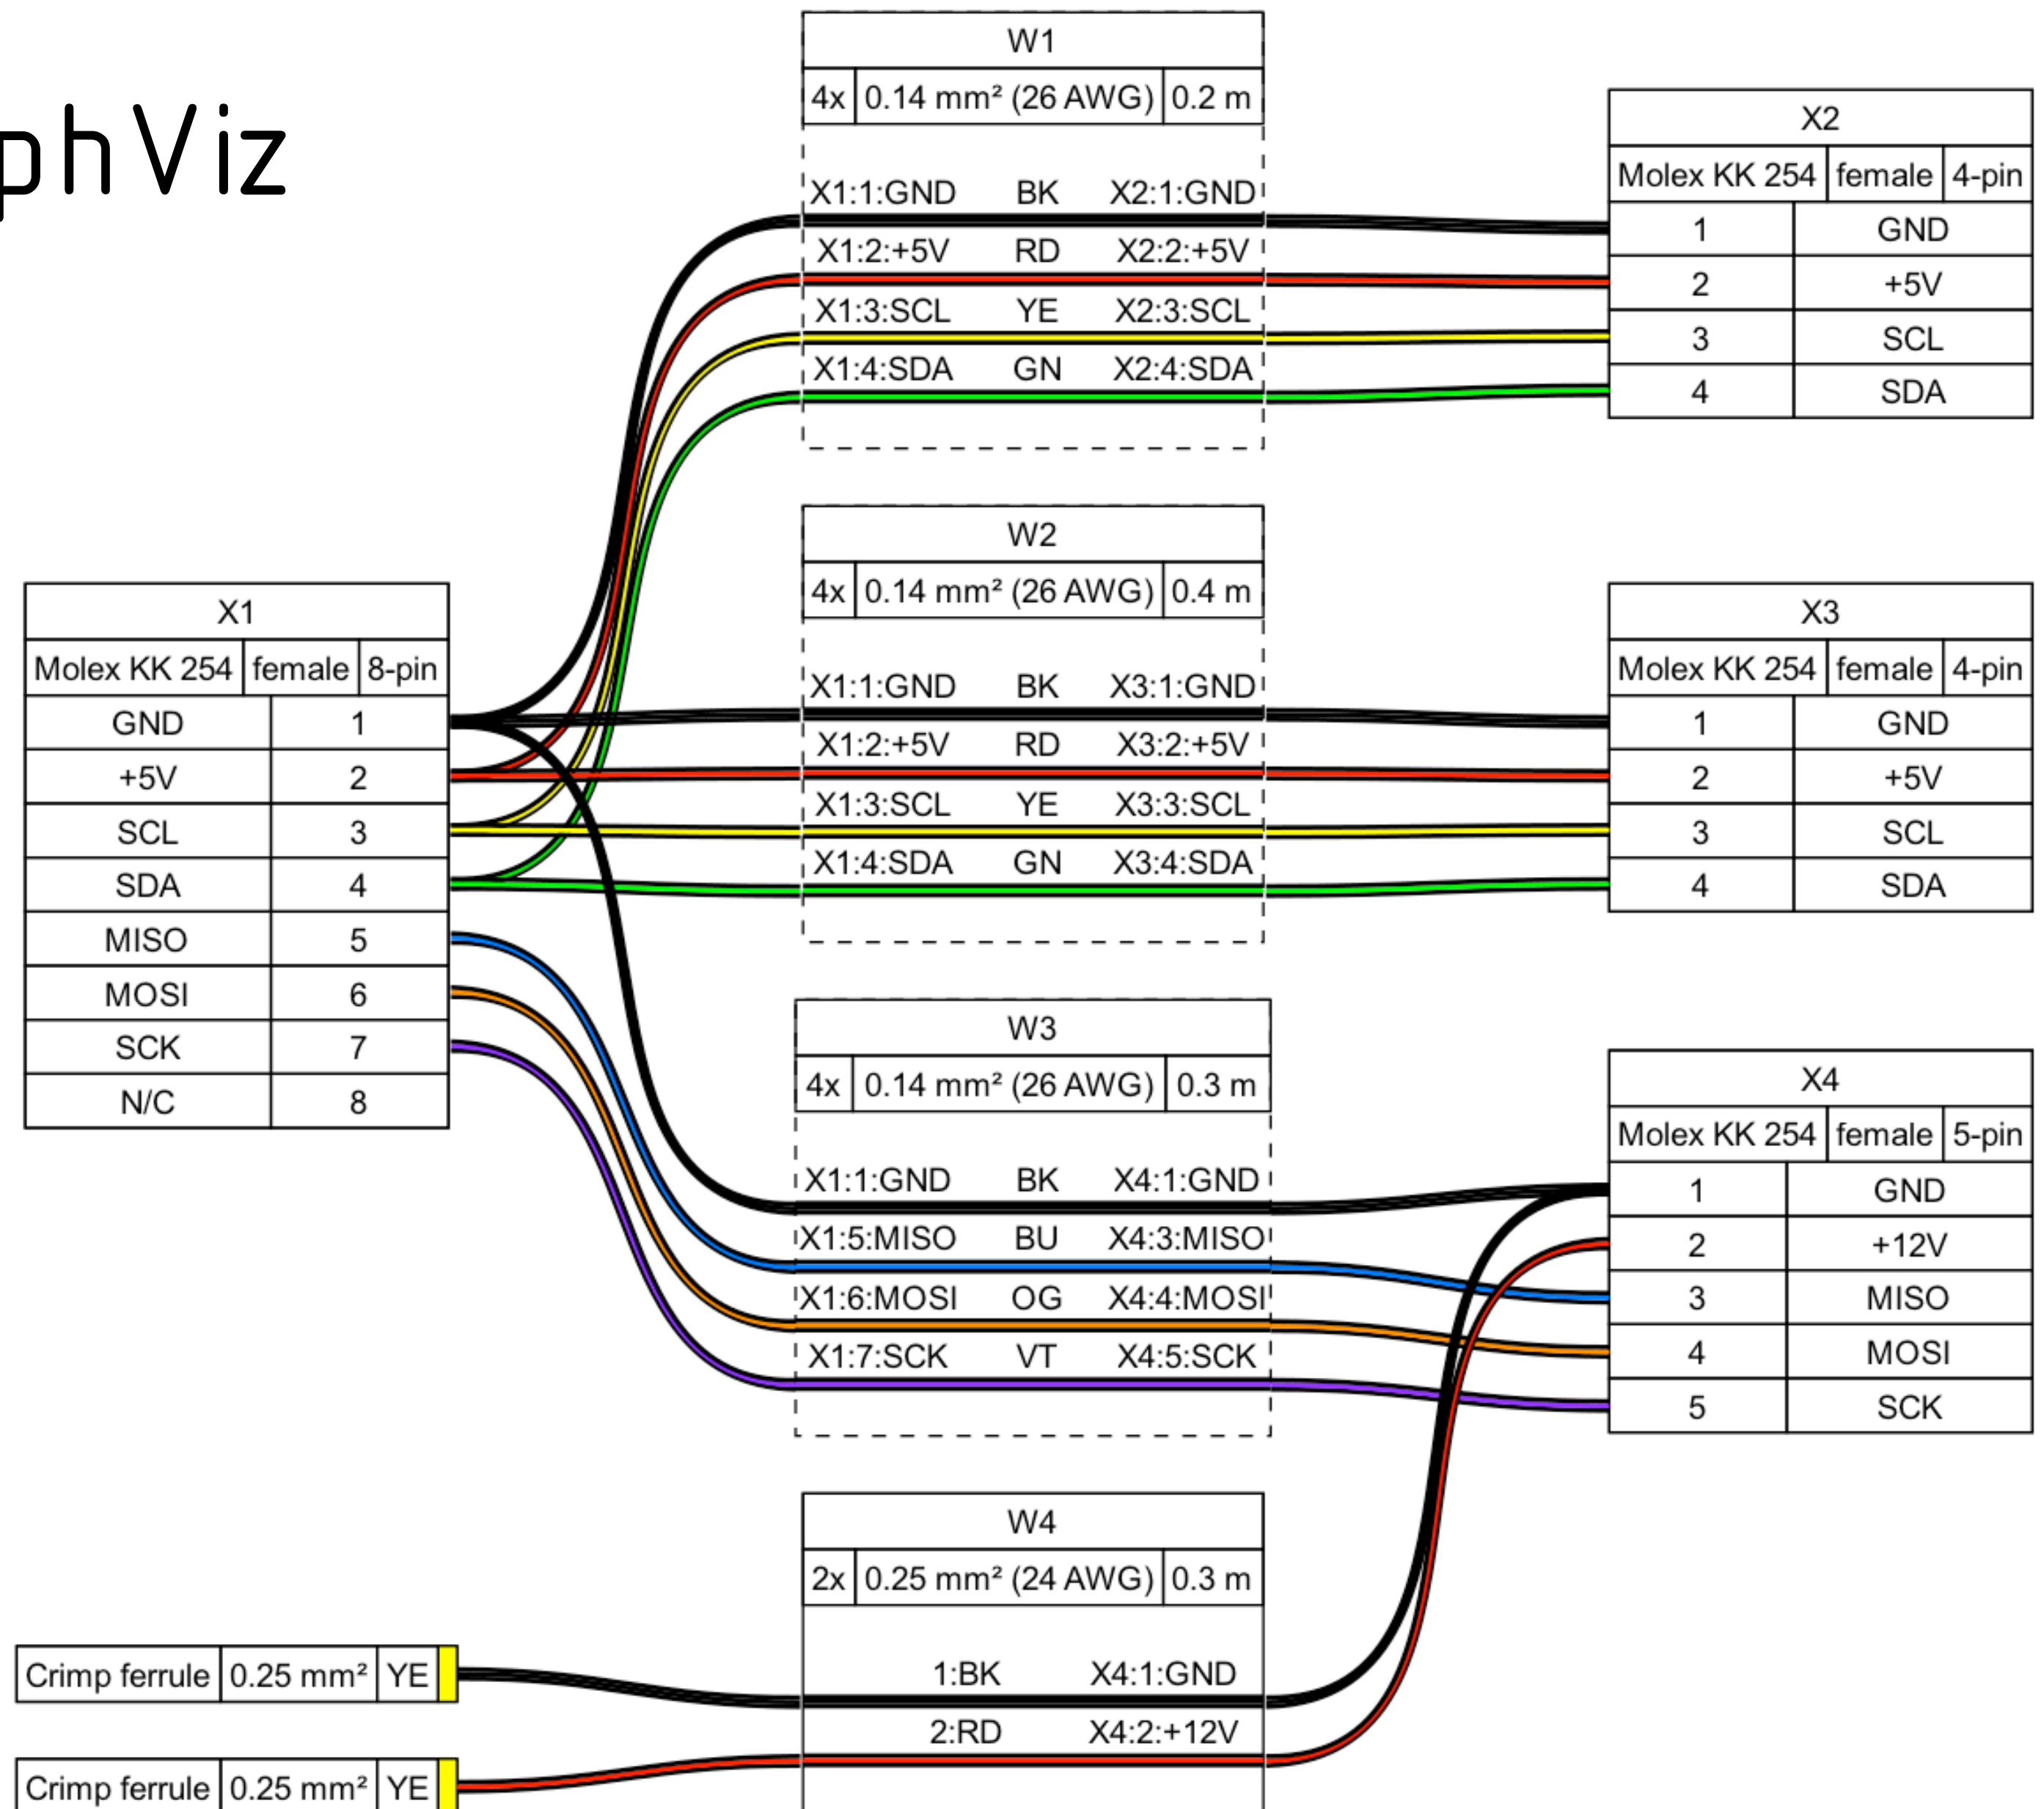 phViz
W1
4x 0.14 mm² (26 AWG) 0.2 m
X1:1:GND BK X2:1:GND
X1:2:+5V RD X2:2:+5V
X1:3:SCL YE X2:3:SCL
X1:4:SDA GN X2:4:SDA
X2
Molex KK 254 female 4-pin
1 GND
2 +5V
3 SCL
4 SDA
X1
Molex KK 254 female 8-pin
GND 1
+5V 2
SCL 3
SDA 4
MISO 5
MOSI 6
SCK 7
N/C 8
W2
4x 0.14 mm² (26 AWG) 0.4 m
X1:1:GND BK X3:1:GND
X1:2:+5V RD X3:2:+5V
X1:3:SCL YE X3:3:SCL
X1:4:SDA GN X3:4:SDA
X3
Molex KK 254 female 4-pin
1 GND
2 +5V
3 SCL
4 SDA
W3
4x 0.14 mm² (26 AWG) 0.3 m
X1:1:GND BK X4:1:GND
X1:5:MISO BU X4:3:MISO
X1:6:MOSI OG X4:4:MOSI
X1:7:SCK VT X4:5:SCK
X4
Molex KK 254 female 5-pin
1 GND
2 +12V
3 MISO
4 MOSI
5 SCK
W4
2x 0.25 mm² (24 AWG) 0.3 m
1:BK X4:1:GND
2:RD X4:2:+12V
Crimp ferrule 0.25 mm² YE
Crimp ferrule 0.25 mm² YE